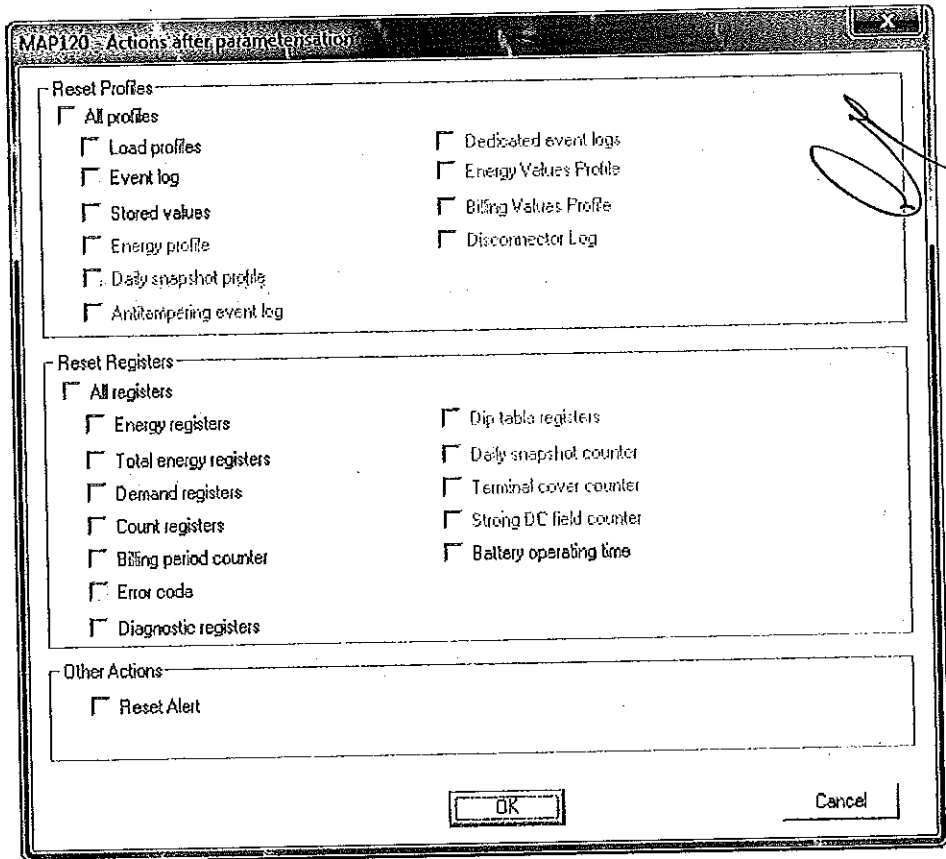 MAP120 - Actions after parameterisation
Reset Profiles
All profiles
Load profiles
Event log
Stored values
Energy profile
Daily snapshot profile
Antitampering event log
Dedicated event logs
Energy Values Profile
Billing Values Profile
Disconnector Log
Reset Registers
All registers
Energy registers
Total energy registers
Demand registers
Count registers
Billing period counter
Error code
Diagnostic registers
Dip table registers
Daily snapshot counter
Terminal cover counter
Strong DC field counter
Battery operating time
Other Actions
Reset Alert
OK
Cancel